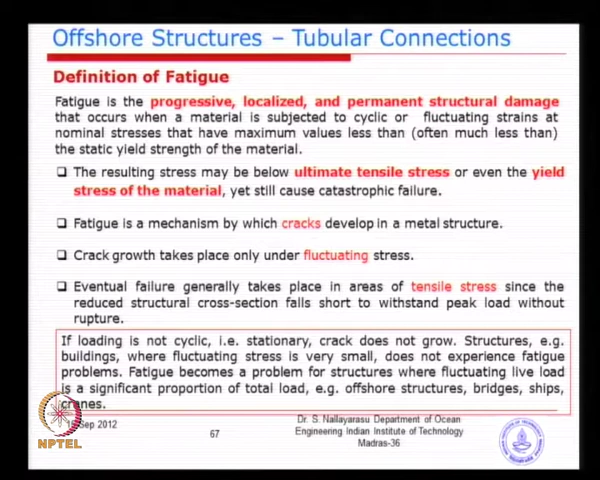 Offshore Structures – Tubular Connections
Definition of Fatigue
Fatigue is the progressive, localized, and permanent structural damage
that occurs when a material is subjected to cyclic or fluctuating strains at
nominal stresses that have maximum values less than (often much less than)
the static yield strength of the material.
❑ The resulting stress may be below ultimate tensile stress or even the yield
stress of the material, yet still cause catastrophic failure.
❑ Fatigue is a mechanism by which cracks develop in a metal structure.
❑ Crack growth takes place only under fluctuating stress.
❑ Eventual failure generally takes place in areas of tensile stress since the
reduced structural cross-section falls short to withstand peak load without
rupture.
If loading is not cyclic, i.e. stationary, crack does not grow. Structures, e.g.
buildings, where fluctuating stress is very small, does not experience fatigue
problems. Fatigue becomes a problem for structures where fluctuating live load
is a significant proportion of total load, e.g. offshore structures, bridges, ships,
cranes.
Sep 2012
67
Dr. S. Nallayarasu Department of Ocean
Engineering Indian Institute of Technology
Madras-36
NPTEL